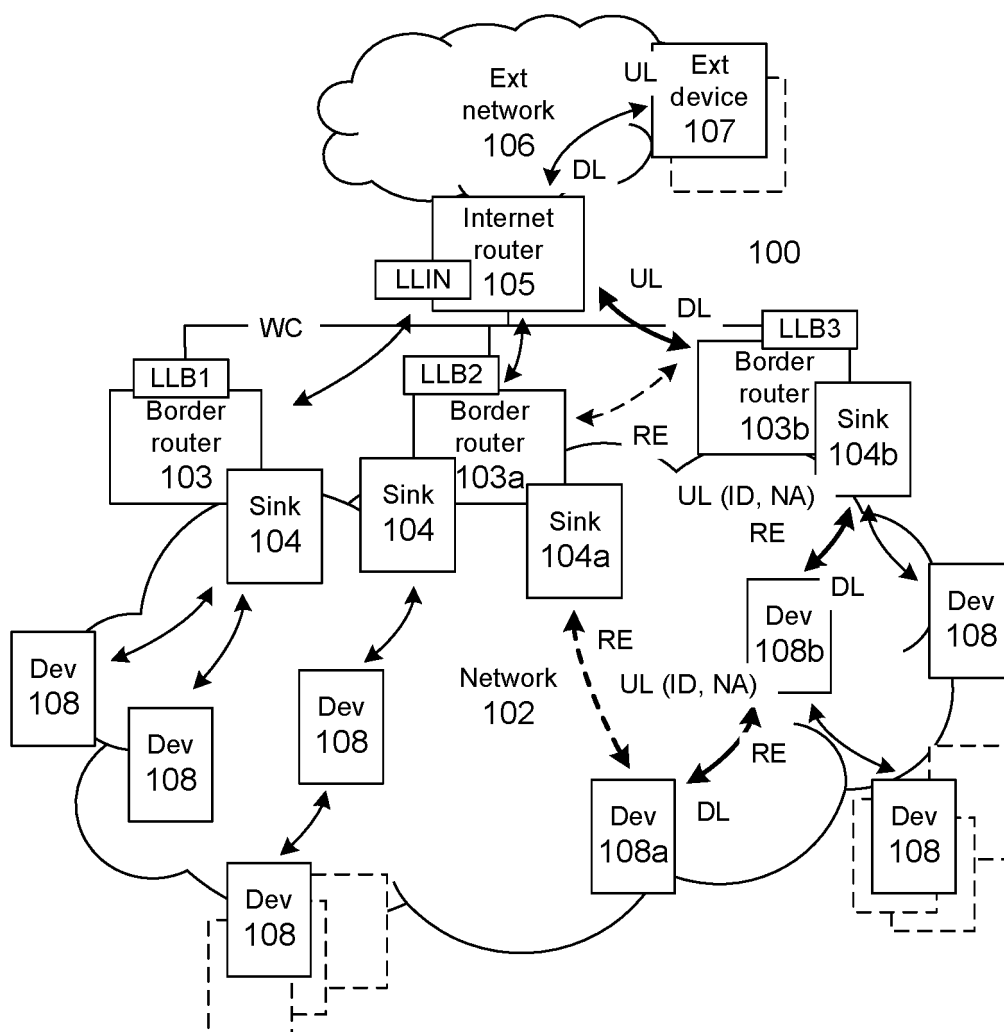 UL
Ext
device
107
Ext
network
106
DL
Internet
router
105
LLIN
100
UL
DL
WC
LLB3
LLB1
LLB2
Border
router
103
Border
router
103a
Border
router
103b
RE
Sink
104b
Sink
104
Sink
104
Sink
104a
UL (ID, NA)
RE
DL
Dev
108b
Dev
108
Dev
108
Dev
108
Dev
108
RE
Network
102
UL (ID, NA)
RE
DL
Dev
108a
Dev
108
Dev
108